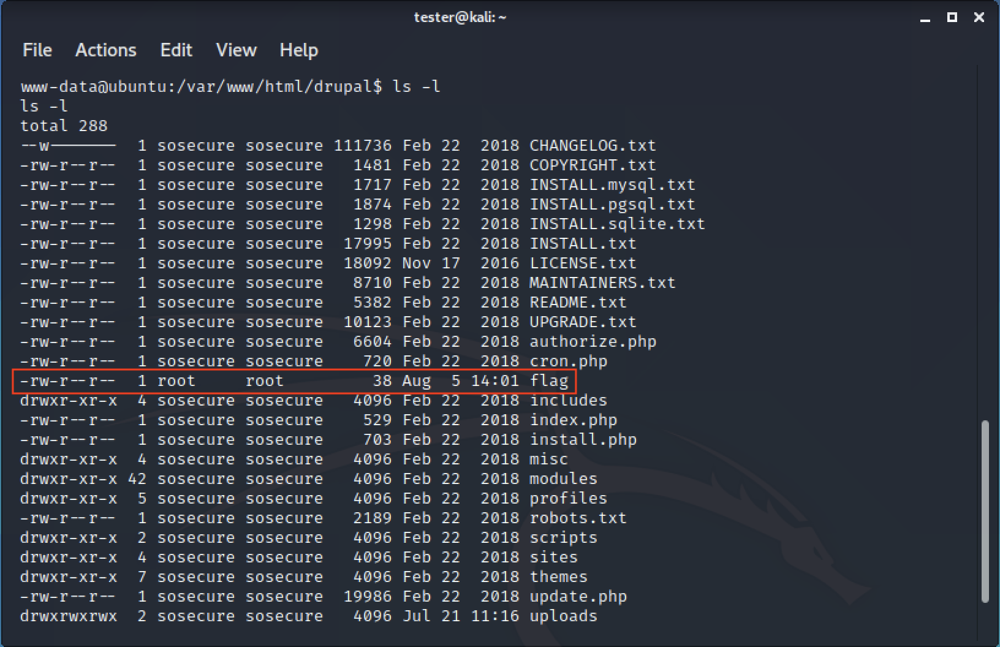 tester@kali: ~
File Actions Edit View Help
www-data@ubuntu:/var/www/html/drupal$ ls -l
ls -l
total 288
--w------- 1 sosecure sosecure 111736 Feb 22 2018 CHANGELOG.txt
-rw-r--r-- 1 sosecure sosecure 1481 Feb 22 2018 COPYRIGHT.txt
-rw-r--r-- 1 sosecure sosecure 1717 Feb 22 2018 INSTALL.mysql.txt
-rw-r--r-- 1 sosecure sosecure 1874 Feb 22 2018 INSTALL.pgsql.txt
-rw-r--r-- 1 sosecure sosecure 1298 Feb 22 2018 INSTALL.sqlite.txt
-rw-r--r-- 1 sosecure sosecure 17995 Feb 22 2018 INSTALL.txt
-rw-r--r-- 1 sosecure sosecure 18092 Nov 17 2016 LICENSE.txt
-rw-r--r-- 1 sosecure sosecure 8710 Feb 22 2018 MAINTAINERS.txt
-rw-r--r-- 1 sosecure sosecure 5382 Feb 22 2018 README.txt
-rw-r--r-- 1 sosecure sosecure 10123 Feb 22 2018 UPGRADE.txt
-rw-r--r-- 1 sosecure sosecure 6604 Feb 22 2018 authorize.php
-rw-r--r-- 1 sosecure sosecure 720 Feb 22 2018 cron.php
-rw-r--r-- 1 root root 38 Aug 5 14:01 flag
drwxr-xr-x 4 sosecure sosecure 4096 Feb 22 2018 includes
-rw-r--r-- 1 sosecure sosecure 529 Feb 22 2018 index.php
-rw-r--r-- 1 sosecure sosecure 703 Feb 22 2018 install.php
drwxr-xr-x 4 sosecure sosecure 4096 Feb 22 2018 misc
drwxr-xr-x 42 sosecure sosecure 4096 Feb 22 2018 modules
drwxr-xr-x 5 sosecure sosecure 4096 Feb 22 2018 profiles
-rw-r--r-- 1 sosecure sosecure 2189 Feb 22 2018 robots.txt
drwxr-xr-x 2 sosecure sosecure 4096 Feb 22 2018 scripts
drwxr-xr-x 4 sosecure sosecure 4096 Feb 22 2018 sites
drwxr-xr-x 7 sosecure sosecure 4096 Feb 22 2018 themes
-rw-r--r-- 1 sosecure sosecure 19986 Feb 22 2018 update.php
drwxrwxrwx 2 sosecure sosecure 4096 Jul 21 11:16 uploads